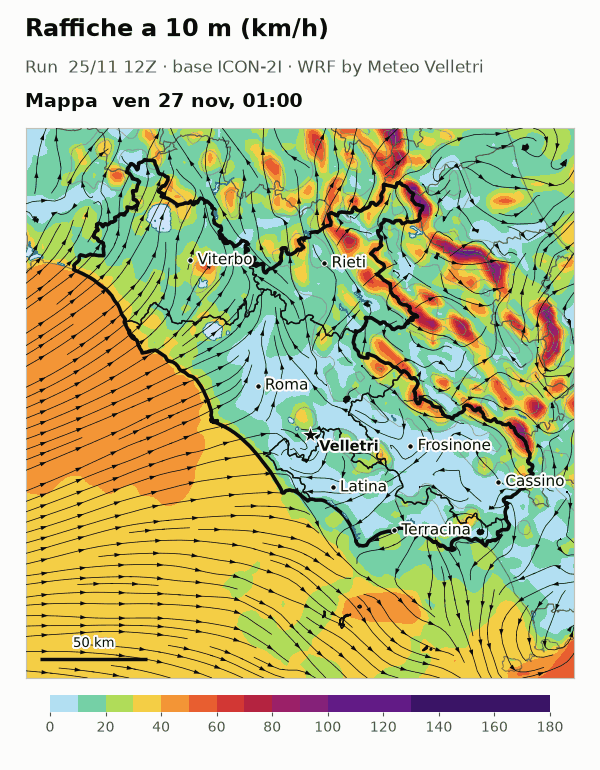 Raffiche a 10 m (km/h)
Run  25/11 12Z · base ICON-2I · WRF by Meteo Velletri
Mappa  ven 27 nov, 01:00
Viterbo
Rieti
Roma
Velletri
Frosinone
Latina
Cassino
Terracina
50 km
0 20 40 60 80 100 130 140 160 180